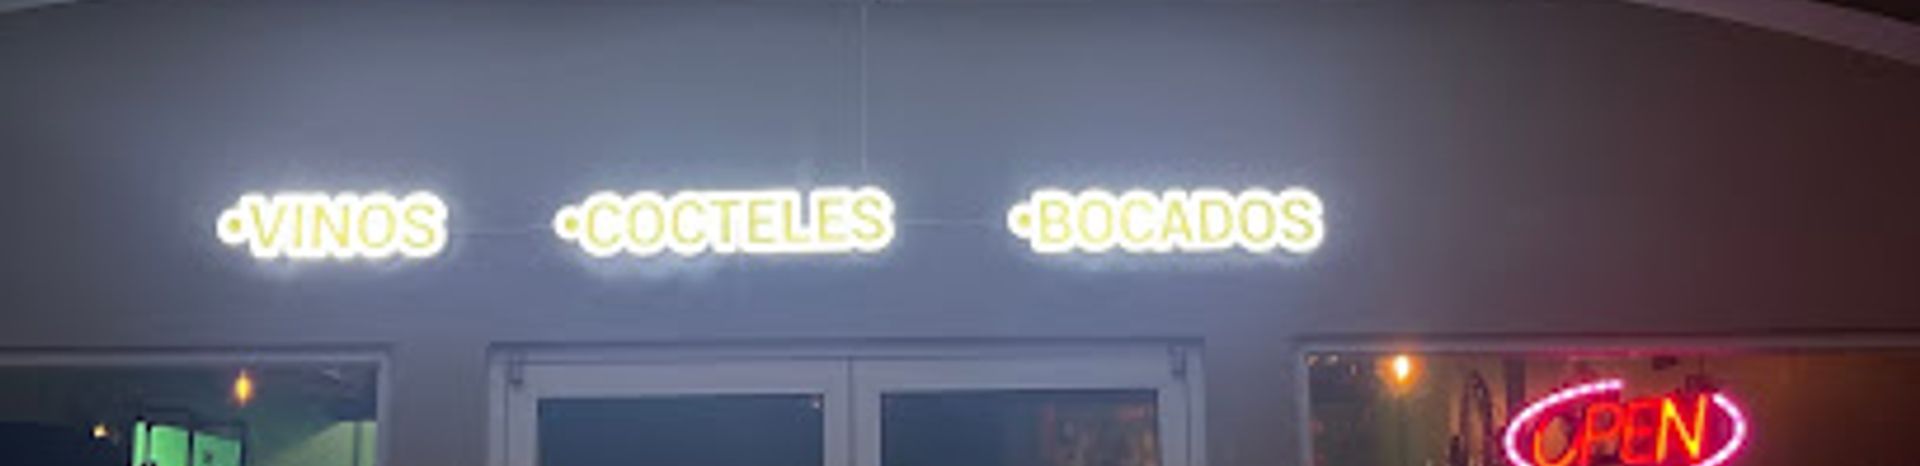 •VINOS •COCTELES •BOCADOS
OPEN